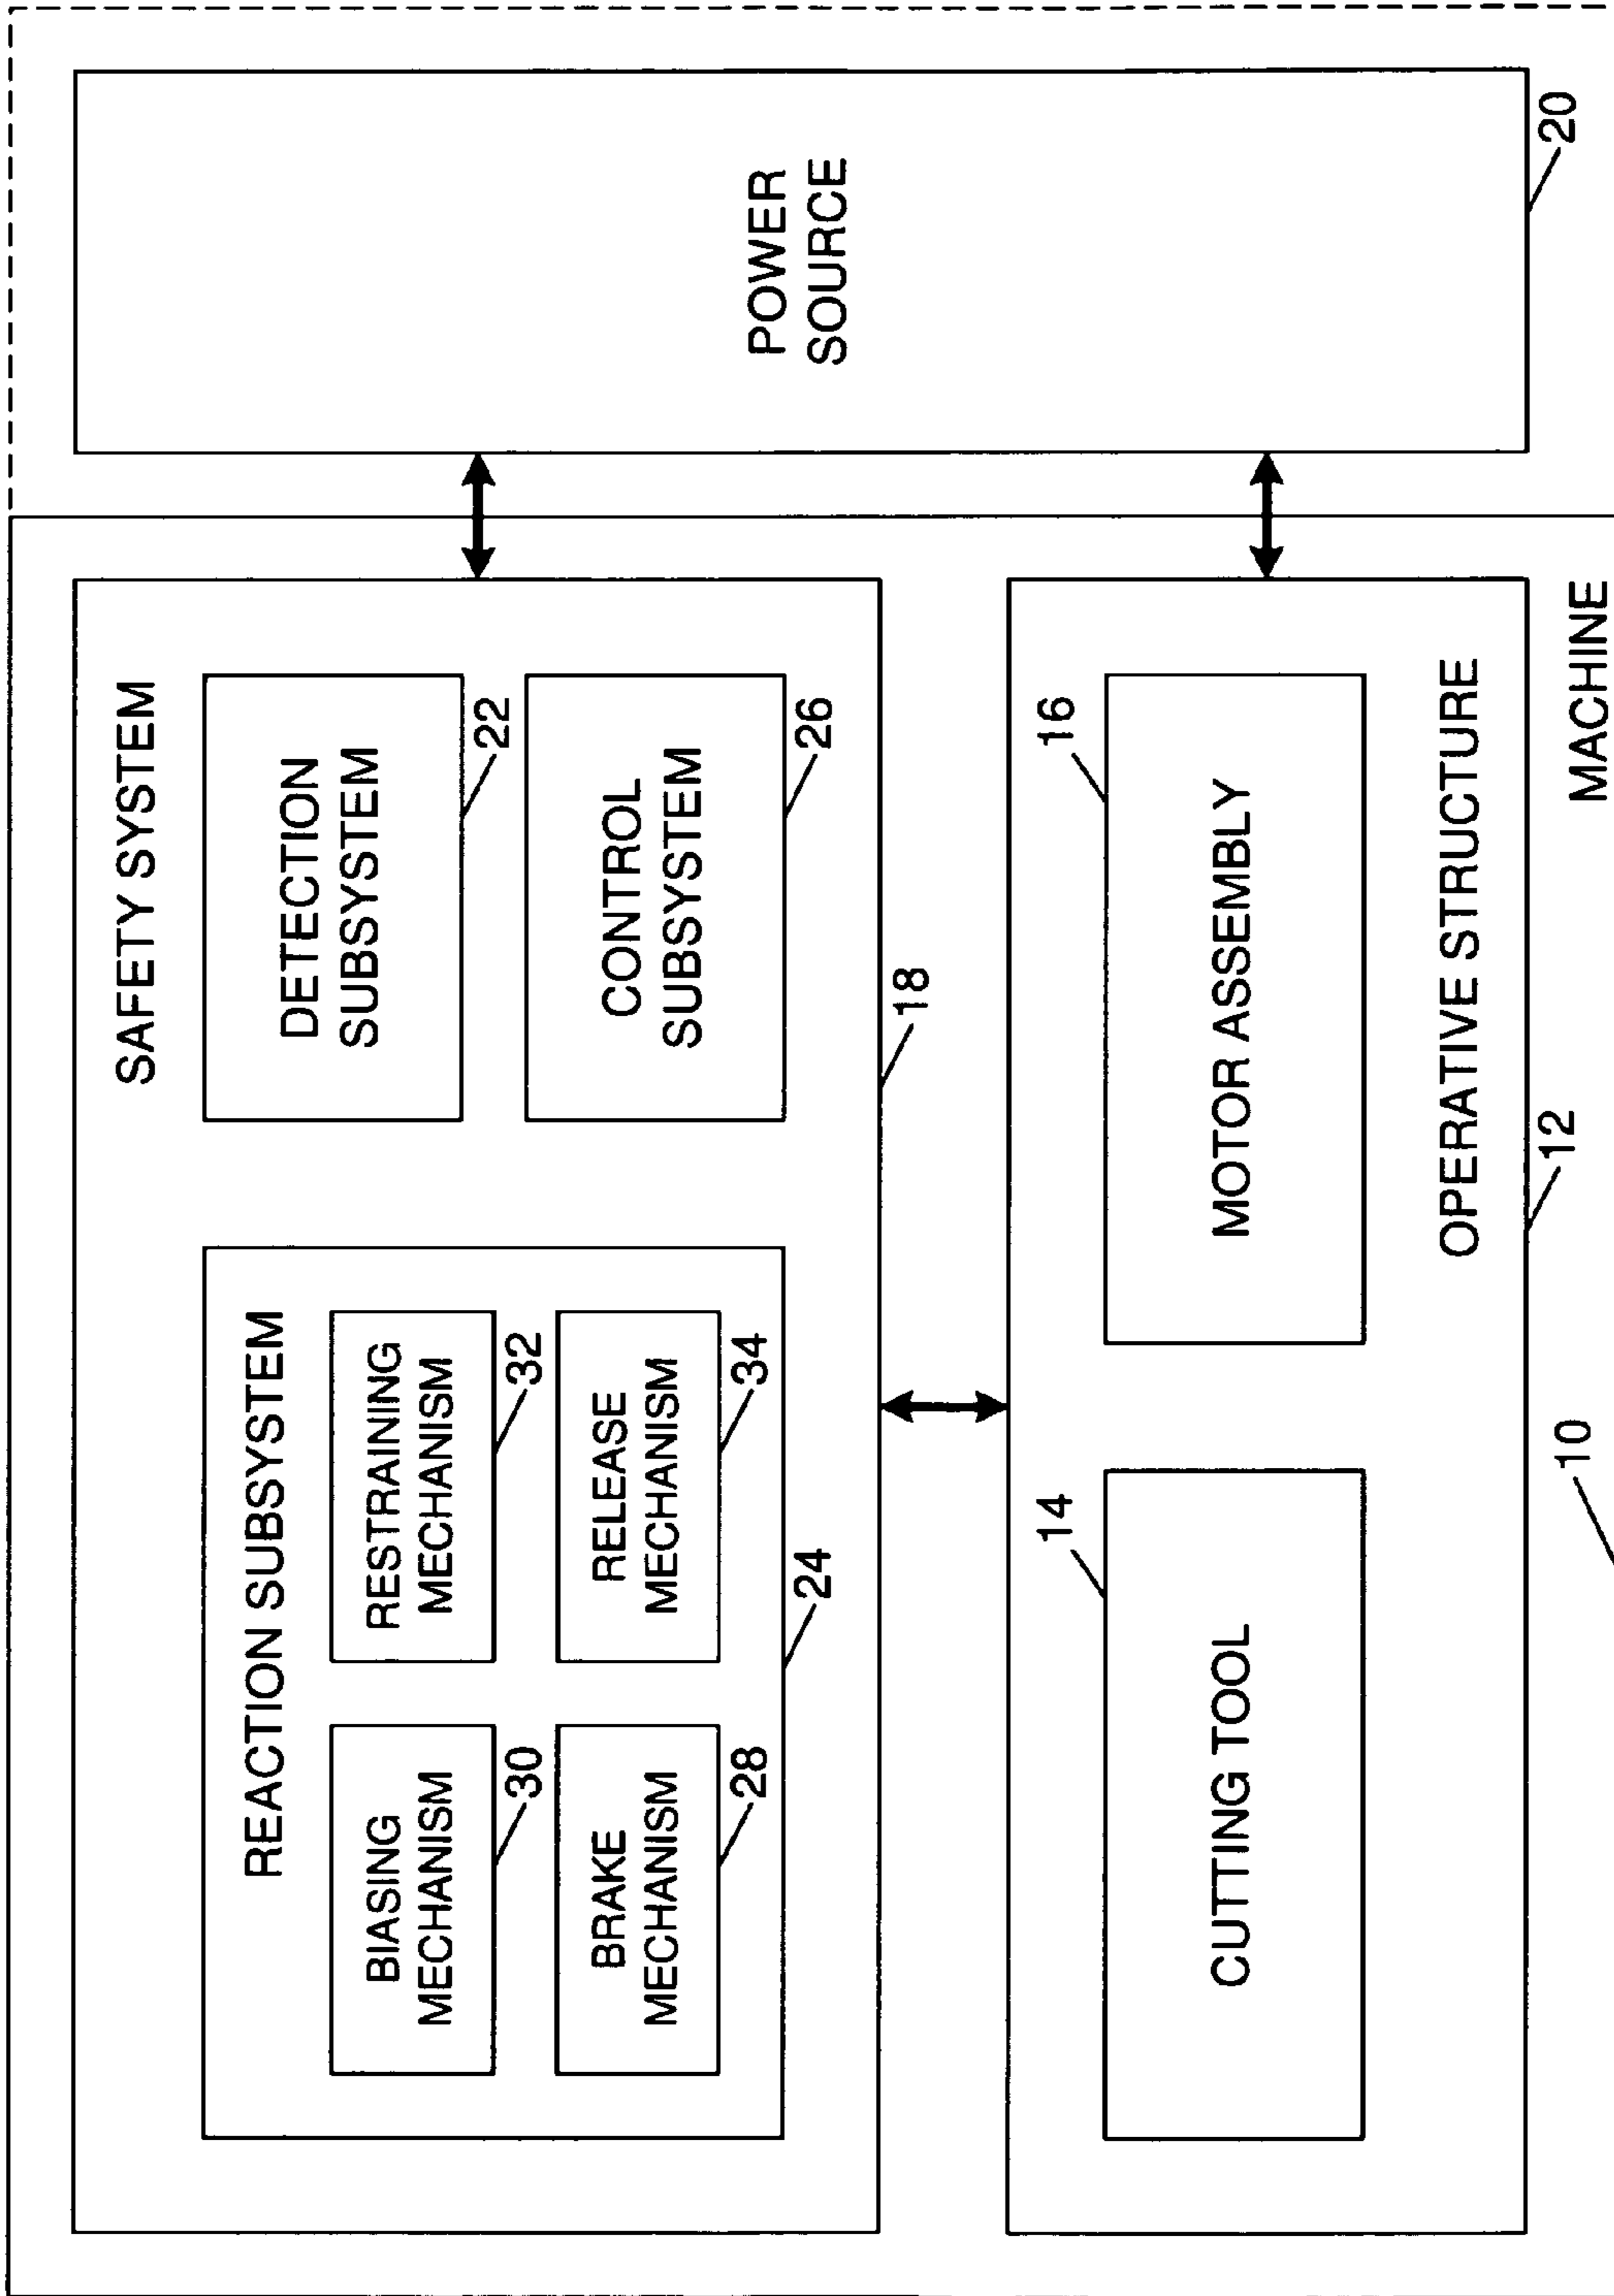 SAFETY SYSTEM
REACTION SUBSYSTEM
BIASING
MECHANISM
30
RESTRAINING
MECHANISM
32
BRAKE
MECHANISM
28
RELEASE
MECHANISM
34
24
DETECTION
SUBSYSTEM
22
CONTROL
SUBSYSTEM
26
18
POWER
SOURCE
20
14
CUTTING TOOL
16
MOTOR ASSEMBLY
OPERATIVE STRUCTURE
12
10
MACHINE